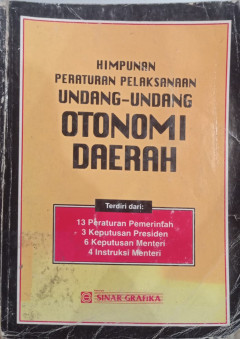 HIMPUNAN
PERATURAN PELAKSANAAN
UNDANG-UNDANG
OTONOMI
DAERAH
Terdiri dari:
13 Peraturan Pemerintah
3 Keputusan Presiden
6 Keputusan Menteri
4 Instruksi Menteri
SINAR GRAFIKA